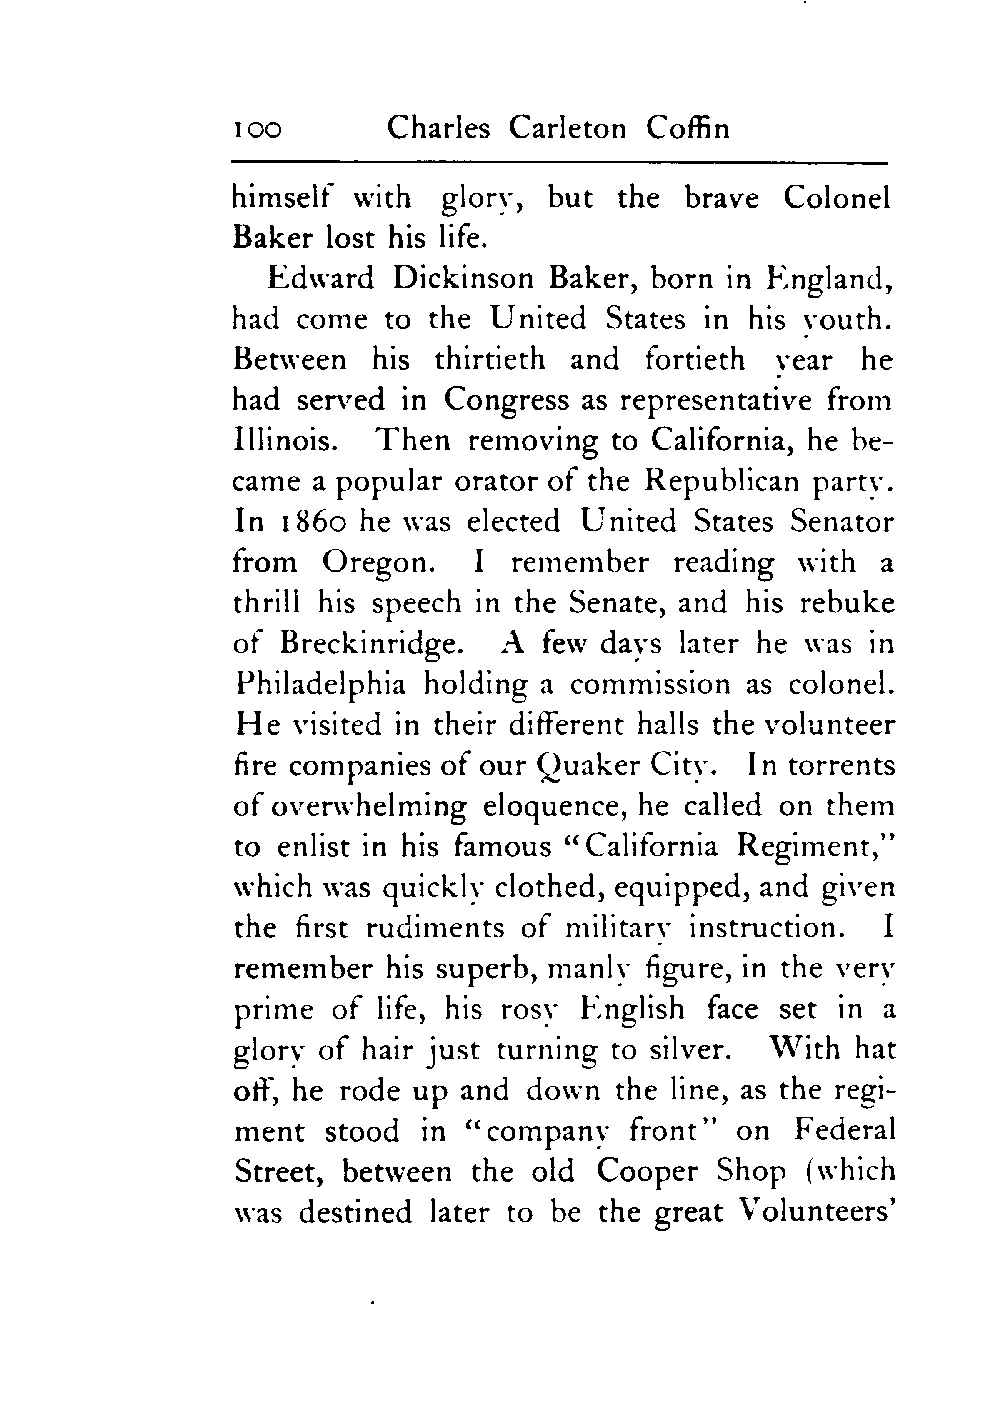 100 Charles Carleton Coffin
himself with glory, but the brave Colonel
Baker lost his life.
Edward Dickinson Baker, born in England,
had come to the United States in his youth.
Between his thirtieth and fortieth year he
had served in Congress as representative from
Illinois. Then removing to California, he be-
came a popular orator of the Republican party.
In 1860 he was elected United States Senator
from Oregon. I remember reading with a
thrill his speech in the Senate, and his rebuke
of Breckinridge. A few days later he was in
Philadelphia holding a commission as colonel.
He visited in their different halls the volunteer
fire companies of our Quaker City. In torrents
of overwhelming eloquence, he called on them
to enlist in his famous “California Regiment,”
which was quickly clothed, equipped, and given
the first rudiments of military instruction. I
remember his superb, manly figure, in the very
prime of life, his rosy English face set in a
glory of hair just turning to silver. With hat
off, he rode up and down the line, as the regi-
ment stood in “company front” on Federal
Street, between the old Cooper Shop (which
was destined later to be the great Volunteers’